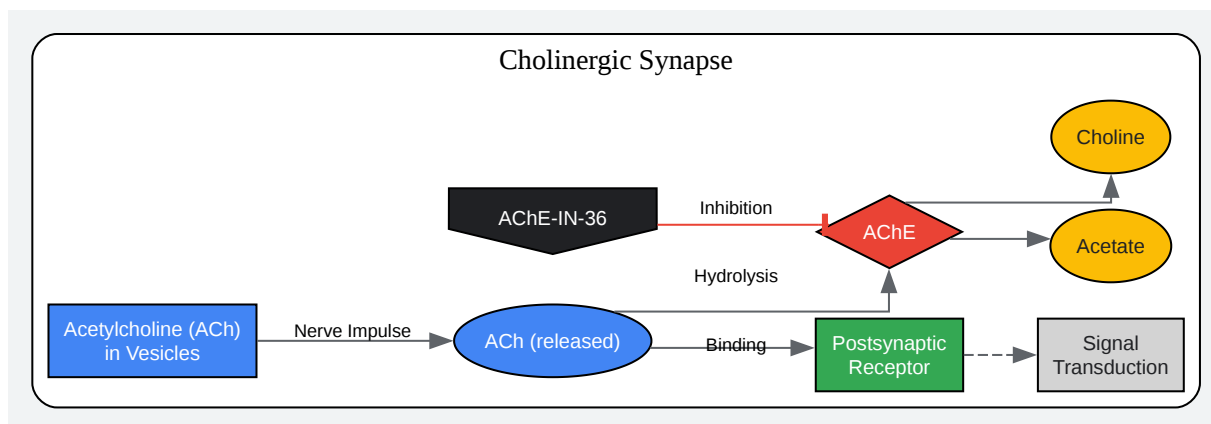 Cholinergic Synapse
Choline
AChE-IN-36
Inhibition
AChE
Acetate
Hydrolysis
Acetylcholine (ACh)
in Vesicles
Nerve Impulse
ACh (released)
Binding
Postsynaptic
Receptor
Signal
Transduction